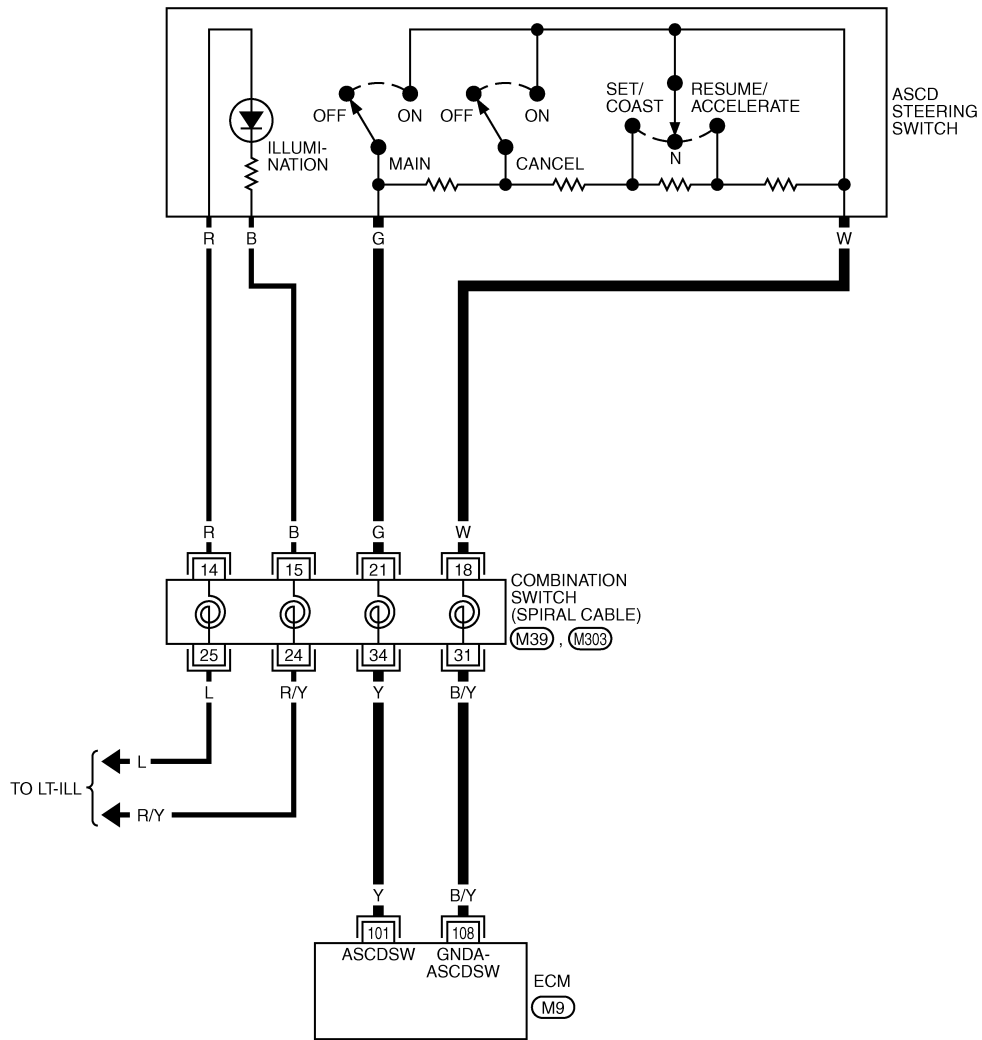 SET/
COAST
RESUME/
ACCELERATE
ASCD
STEERING
SWITCH
OFF
ON
OFF
ON
ILLUMI-
NATION
MAIN
CANCEL
N
R
B
G
W
R
B
G
W
14
15
21
18
COMBINATION
SWITCH
(SPIRAL CABLE)
M39 , M303
25
24
34
31
L
R/Y
Y
B/Y
L
TO LT-ILL
R/Y
Y
B/Y
101
108
ASCDSW
GNDA-
ASCDSW
ECM
M9